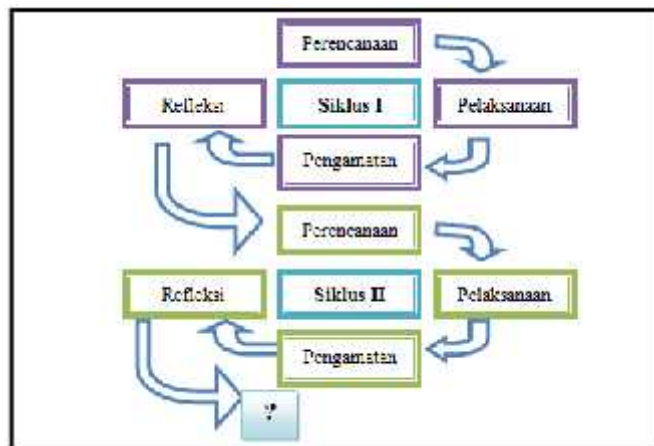 Perencanaan
Refleksi
Siklus I
Pelaksanaan
Pengamatan
Perencanaan
Refleksi
Siklus II
Pelaksanaan
Pengamatan
?